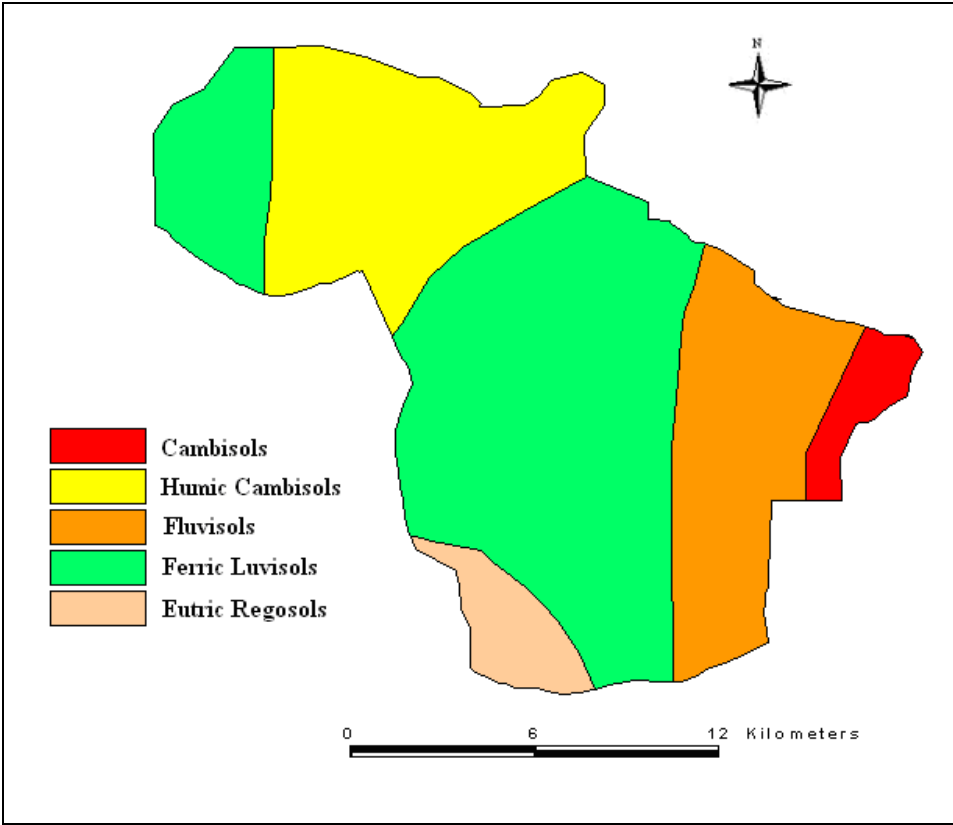 N
Cambisols
Humic Cambisols
Fluvisols
Ferric Luvisols
Eutric Regosols
0 6 12 Kilometers